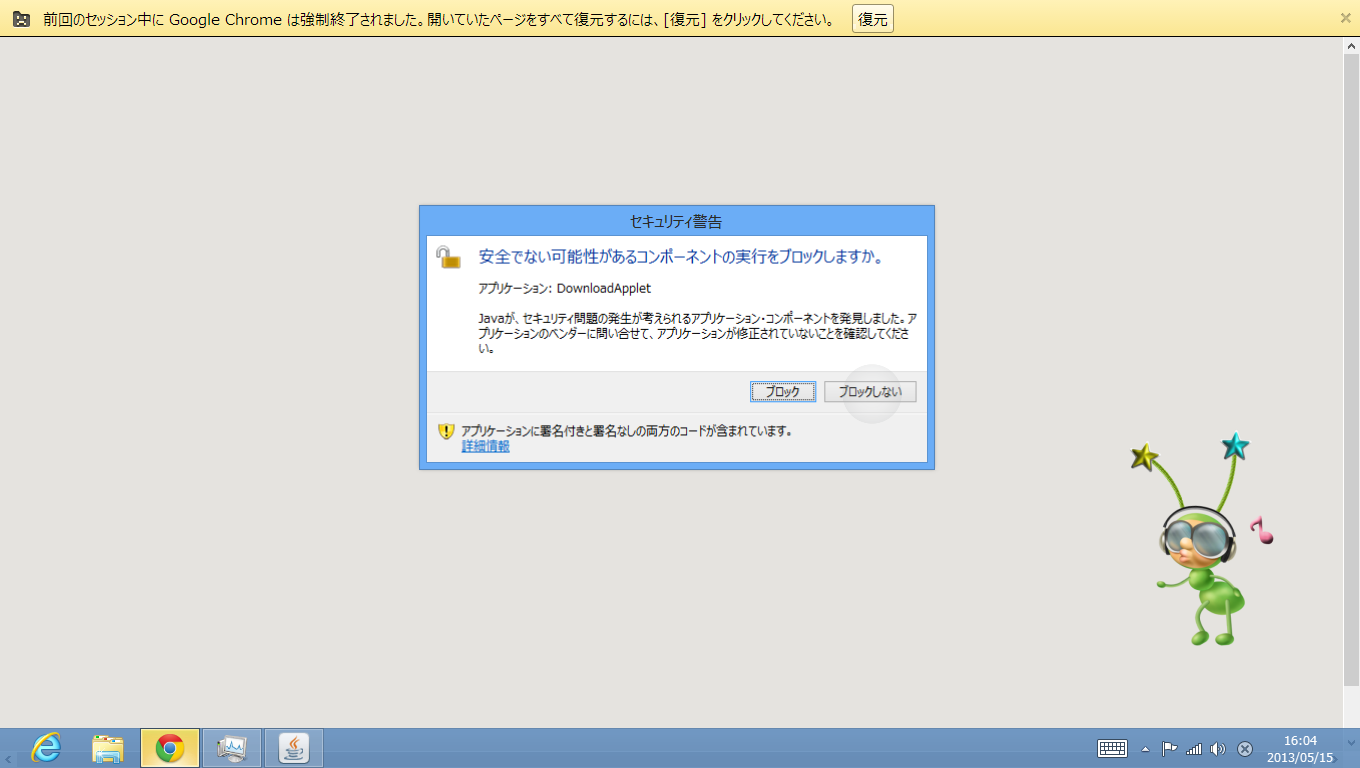 前回のセッション中に Google Chrome は強制終了されました。開いていたページをすべて復元するには、[復元] をクリックしてください。 復元
セキュリティ警告
安全でない可能性があるコンポーネントの実行をブロックしますか。
アプリケーション: DownloadApplet
Javaが、セキュリティ問題の発生が考えられるアプリケーション・コンポーネントを発見しました。ア
プリケーションのベンダーに問い合せて、アプリケーションが修正されていないことを確認してくださ
い。
ブロック ブロックしない
アプリケーションに署名付きと署名なしの両方のコードが含まれています。
詳細情報
16:04
2013/05/15